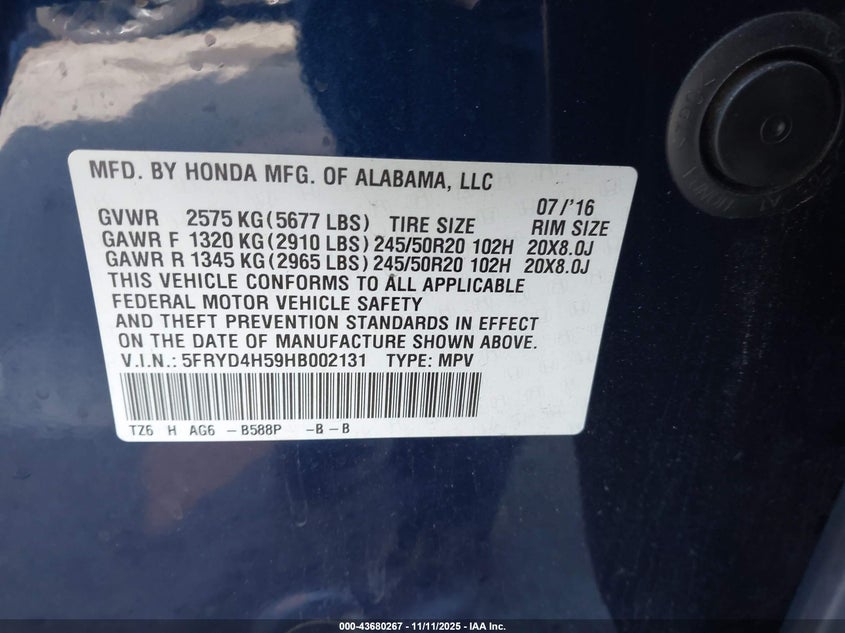 MFD. BY HONDA MFG. OF ALABAMA, LLC
07/'16
GVWR 2575 KG (5677 LBS) TIRE SIZE RIM SIZE
GAWR F 1320 KG (2910 LBS) 245/50R20 102H 20X8.0J
GAWR R 1345 KG (2965 LBS) 245/50R20 102H 20X8.0J
THIS VEHICLE CONFORMS TO ALL APPLICABLE
FEDERAL MOTOR VEHICLE SAFETY
AND THEFT PREVENTION STANDARDS IN EFFECT
ON THE DATE OF MANUFACTURE SHOWN ABOVE.
V.I.N.: 5FRYD4H59HB002131 TYPE: MPV
TZ6 H AG6 -B588P -B-B
000-43680267 - 11/11/2025 - IAA Inc.